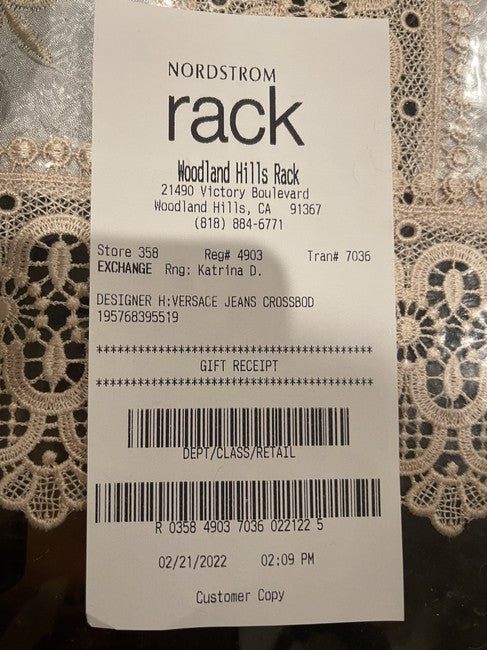 NORDSTROM
rack
Woodland Hills Rack
21490 Victory Boulevard
Woodland Hills, CA 91367
(818) 884-6771
Store 358 Reg# 4903 Tran# 7036
EXCHANGE Rng: Katrina D.
DESIGNER H:VERSACE JEANS CROSSBOD
195768395519
*****************************************
GIFT RECEIPT
*****************************************
DEPT/CLASS/RETAIL
R 0358 4903 7036 022122 5
02/21/2022 02:09 PM
Customer Copy